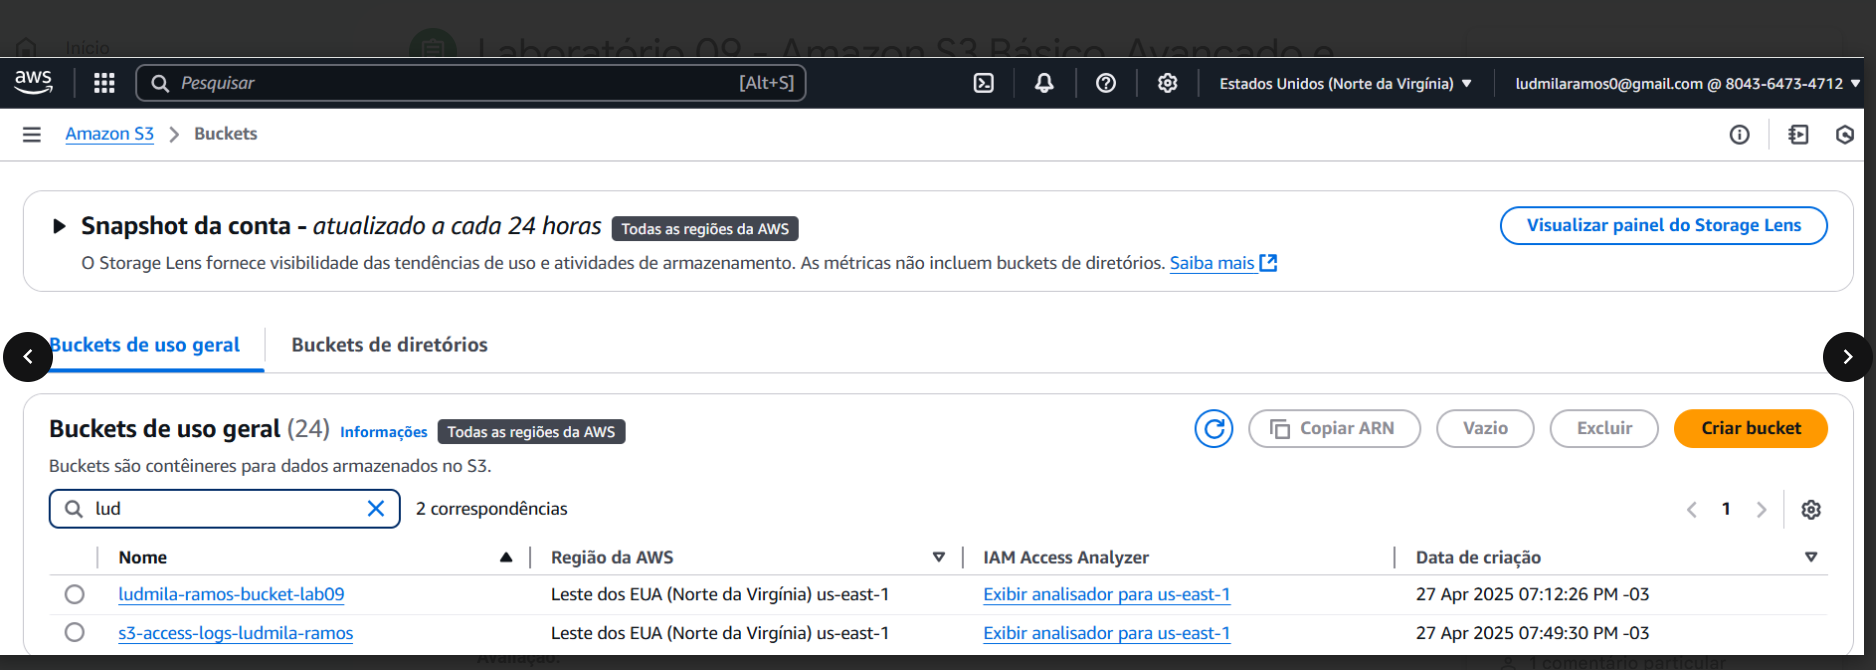 Início
Laboratório 09 - Amazon S3 Básico, Avançado e
aws
Pesquisar [Alt+S] Estados Unidos (Norte da Virgínia) ludmilaramos0@gmail.com @ 8043-6473-4712
Amazon S3 Buckets
Snapshot da conta - atualizado a cada 24 horas Todas as regiões da AWS Visualizar painel do Storage Lens
O Storage Lens fornece visibilidade das tendências de uso e atividades de armazenamento. As métricas não incluem buckets de diretórios. Saiba mais
Buckets de uso geral Buckets de diretórios
Buckets de uso geral (24) Informações Todas as regiões da AWS Copiar ARN Vazio Excluir Criar bucket
Buckets são contêineres para dados armazenados no S3.
lud 2 correspondências 1
Nome Região da AWS IAM Access Analyzer Data de criação
ludmila-ramos-bucket-lab09 Leste dos EUA (Norte da Virgínia) us-east-1 Exibir analisador para us-east-1 27 Apr 2025 07:12:26 PM -03
s3-access-logs-ludmila-ramos Leste dos EUA (Norte da Virgínia) us-east-1 Exibir analisador para us-east-1 27 Apr 2025 07:49:30 PM -03
Avaliação. 1 comentário particular